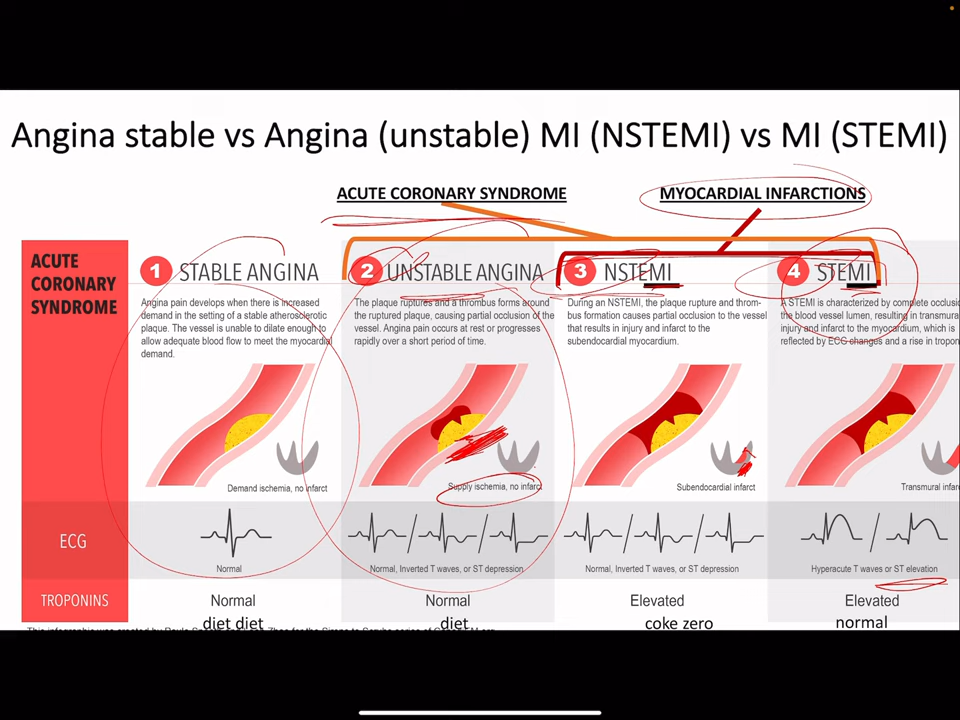 Angina stable vs Angina (unstable) MI (NSTEMI) vs MI (STEMI)
ACUTE CORONARY SYNDROME
MYOCARDIAL INFARCTIONS
ACUTE
CORONARY
SYNDROME
1 STABLE ANGINA
Angina pain develops when there is increased
demand in the setting of a stable atherosclerotic
plaque. The vessel is unable to dilate enough to
allow adequate blood flow to meet the myocardial
demand.
Demand ischemia, no infarct
2 UNSTABLE ANGINA
The plaque ruptures and a thrombus forms around
the ruptured plaque, causing partial occlusion of the
vessel. Angina pain occurs at rest or progresses
rapidly over a short period of time.
Supply ischemia, no infarct
3 NSTEMI
During an NSTEMI, the plaque rupture and throm-
bus formation causes partial occlusion to the vessel
that results in injury and infarct to the
subendocardial myocardium.
Subendocardial infarct
4 STEMI
A STEMI is characterized by complete occlusio
the blood vessel lumen, resulting in transmura
injury and infarct to the myocardium, which is
reflected by ECG changes and a rise in tropon
Transmural infar
ECG
Normal
Normal, Inverted T waves, or ST depression
Normal, Inverted T waves, or ST depression
Hyperacute T waves or ST elevation
TROPONINS
Normal
Normal
Elevated
Elevated
diet diet
diet
coke zero
normal